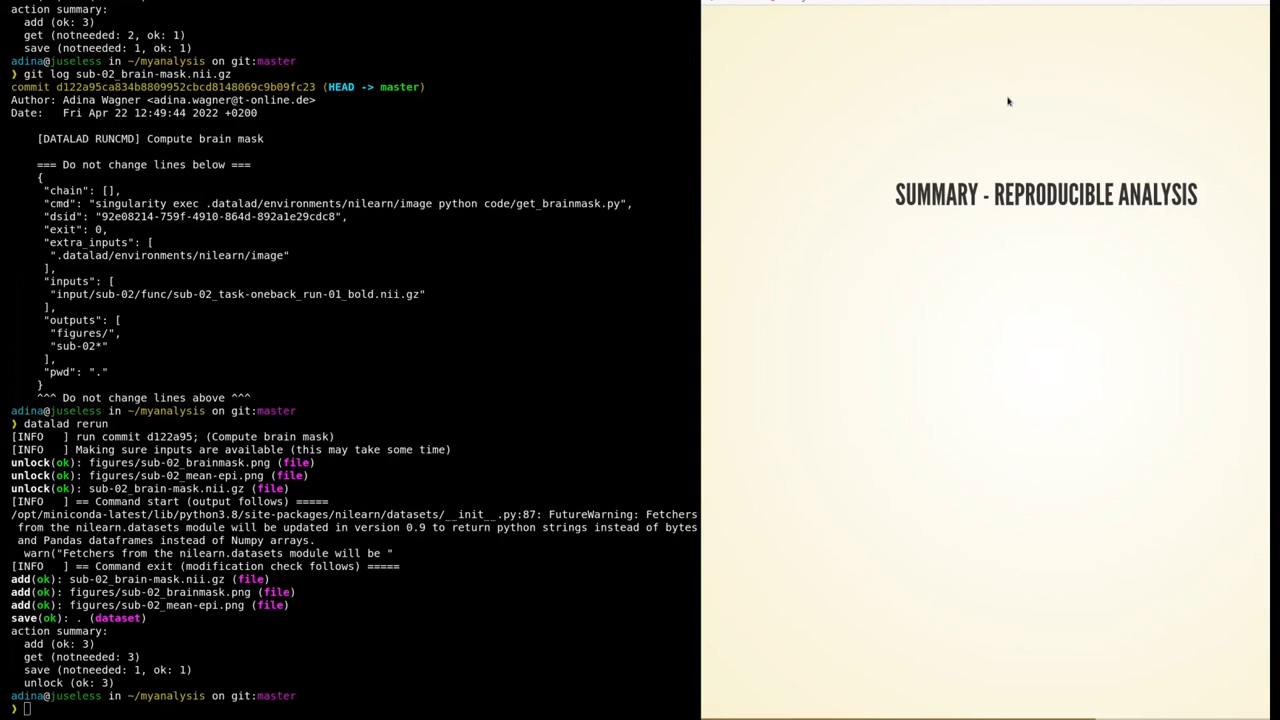 action summary:
  add (ok: 3)
  get (notneeded: 2, ok: 1)
  save (notneeded: 1, ok: 1)
adina@juseless in ~/myanalysis on git:master
❯ git log sub-02_brain-mask.nii.gz
commit d122a95ca834b8809952cbcd8148069c9b09fc23 (HEAD -> master)
Author: Adina Wagner <adina.wagner@t-online.de>
Date:   Fri Apr 22 12:49:44 2022 +0200
    [DATALAD RUNCMD] Compute brain mask
    === Do not change lines below ===
    {
     "chain": [],
     "cmd": "singularity exec .datalad/environments/nilearn/image python code/get_brainmask.py",
     "dsid": "92e08214-759f-4910-864d-892a1e29cdc8",
     "exit": 0,
     "extra_inputs": [
      ".datalad/environments/nilearn/image"
     ],
     "inputs": [
      "input/sub-02/func/sub-02_task-oneback_run-01_bold.nii.gz"
     ],
     "outputs": [
      "figures/",
      "sub-02*"
     ],
     "pwd": "."
    }
    ^^^ Do not change lines above ^^^
adina@juseless in ~/myanalysis on git:master
❯ datalad rerun
[INFO   ] run commit d122a95; (Compute brain mask)
[INFO   ] Making sure inputs are available (this may take some time)
unlock(ok): figures/sub-02_brainmask.png (file)
unlock(ok): figures/sub-02_mean-epi.png (file)
unlock(ok): sub-02_brain-mask.nii.gz (file)
[INFO   ] == Command start (output follows) =====
/opt/miniconda-latest/lib/python3.8/site-packages/nilearn/datasets/__init__.py:87: FutureWarning: Fetchers
 from the nilearn.datasets module will be updated in version 0.9 to return python strings instead of bytes
 and Pandas dataframes instead of Numpy arrays.
  warn("Fetchers from the nilearn.datasets module will be "
[INFO   ] == Command exit (modification check follows) =====
add(ok): sub-02_brain-mask.nii.gz (file)
add(ok): figures/sub-02_brainmask.png (file)
add(ok): figures/sub-02_mean-epi.png (file)
save(ok): . (dataset)
action summary:
  add (ok: 3)
  get (notneeded: 3)
  save (notneeded: 1, ok: 1)
  unlock (ok: 3)
adina@juseless in ~/myanalysis on git:master
❯
SUMMARY - REPRODUCIBLE ANALYSIS